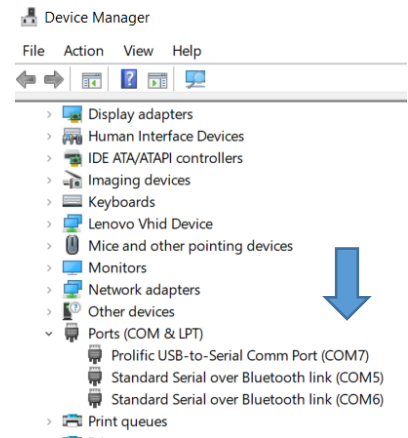 Device Manager
File Action View Help
Display adapters
Human Interface Devices
IDE ATA/ATAPI controllers
Imaging devices
Keyboards
Lenovo Vhid Device
Mice and other pointing devices
Monitors
Network adapters
Other devices
Ports (COM & LPT)
Prolific USB-to-Serial Comm Port (COM7)
Standard Serial over Bluetooth link (COM5)
Standard Serial over Bluetooth link (COM6)
Print queues